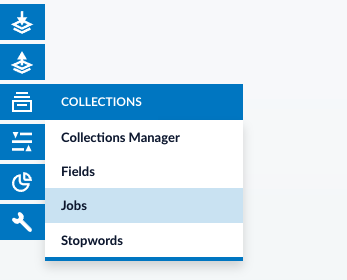 COLLECTIONS
Collections Manager
Fields
Jobs
Stopwords